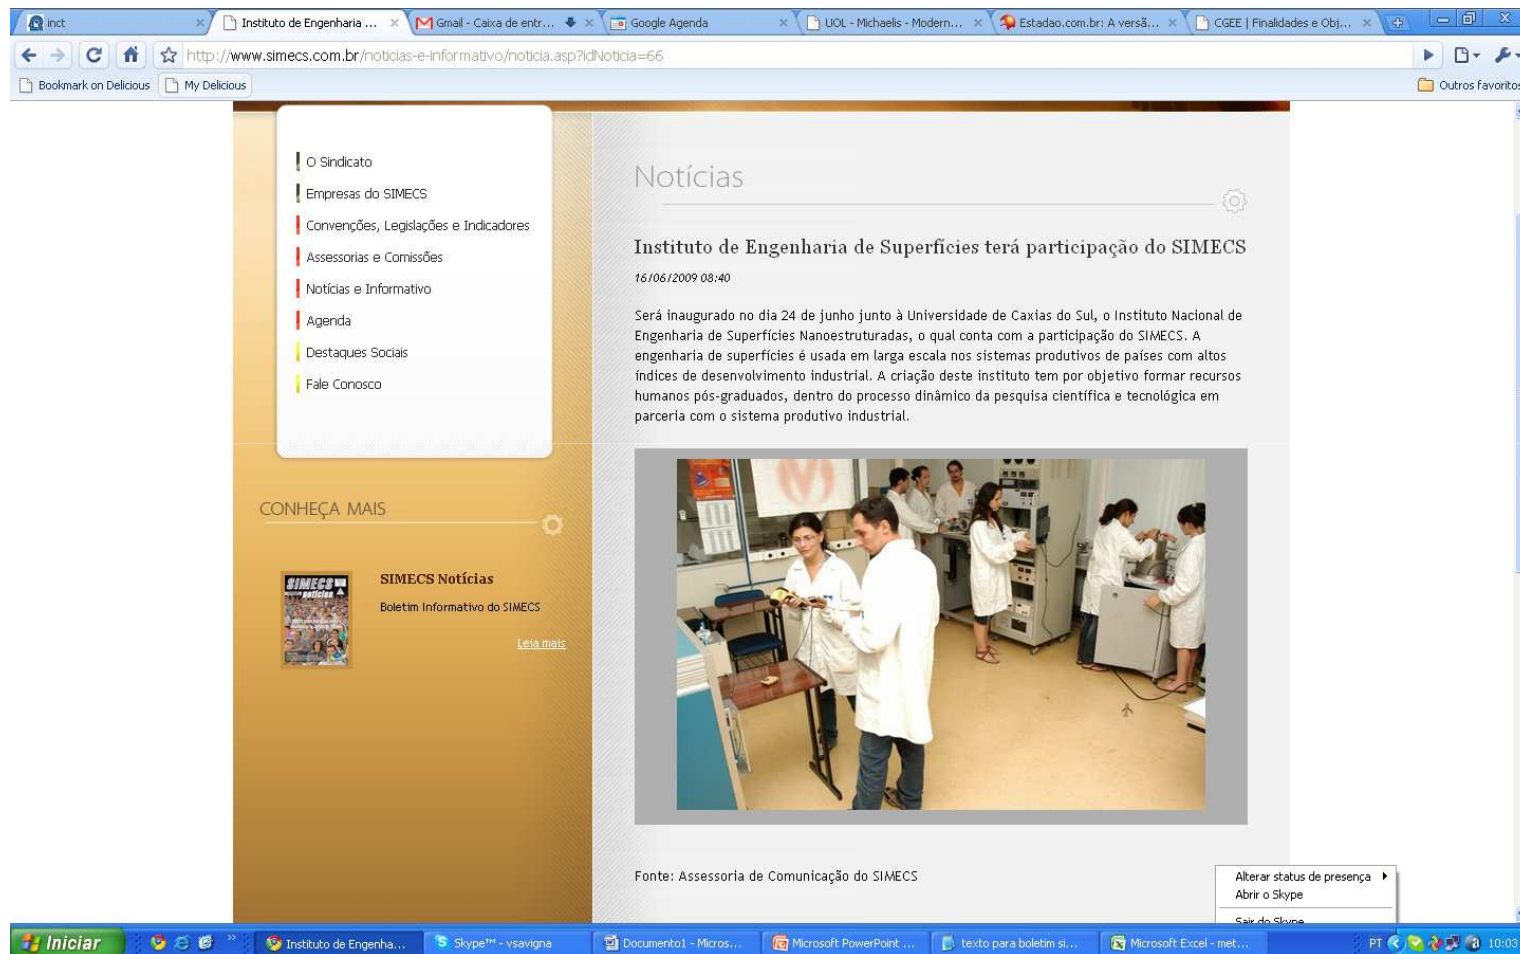 inct
Instituto de Engenharia ...
Gmail - Caixa de entr...
Google Agenda
UOL - Michaelis - Modern...
Estadao.com.br: A versã...
CGEE | Finalidades e Obj...
http://www.simecs.com.br/noticias-e-informativo/noticia.asp?idNoticia=66
Bookmark on Delicious
My Delicious
Outros favoritos
O Sindicato
Empresas do SIMECS
Convenções, Legislações e Indicadores
Assessorias e Comissões
Notícias e Informativo
Agenda
Destaques Sociais
Fale Conosco
CONHEÇA MAIS
SIMECS
notícias
SIMECS Notícias
Boletim Informativo do SIMECS
Leia mais
Notícias
Instituto de Engenharia de Superfícies terá participação do SIMECS
16/06/2009 08:40
Será inaugurado no dia 24 de junho junto à Universidade de Caxias do Sul, o Instituto Nacional de
Engenharia de Superfícies Nanoestruturadas, o qual conta com a participação do SIMECS. A
engenharia de superfícies é usada em larga escala nos sistemas produtivos de países com altos
índices de desenvolvimento industrial. A criação deste instituto tem por objetivo formar recursos
humanos pós-graduados, dentro do processo dinâmico da pesquisa científica e tecnológica em
parceria com o sistema produtivo industrial.
Fonte: Assessoria de Comunicação do SIMECS
Alterar status de presença
Abrir o Skype
Sair do Skype
Iniciar
Instituto de Engenha...
Skype™ - vsavigna
Documento1 - Micros...
Microsoft PowerPoint ...
texto para boletim si...
Microsoft Excel - met...
PT
10:03